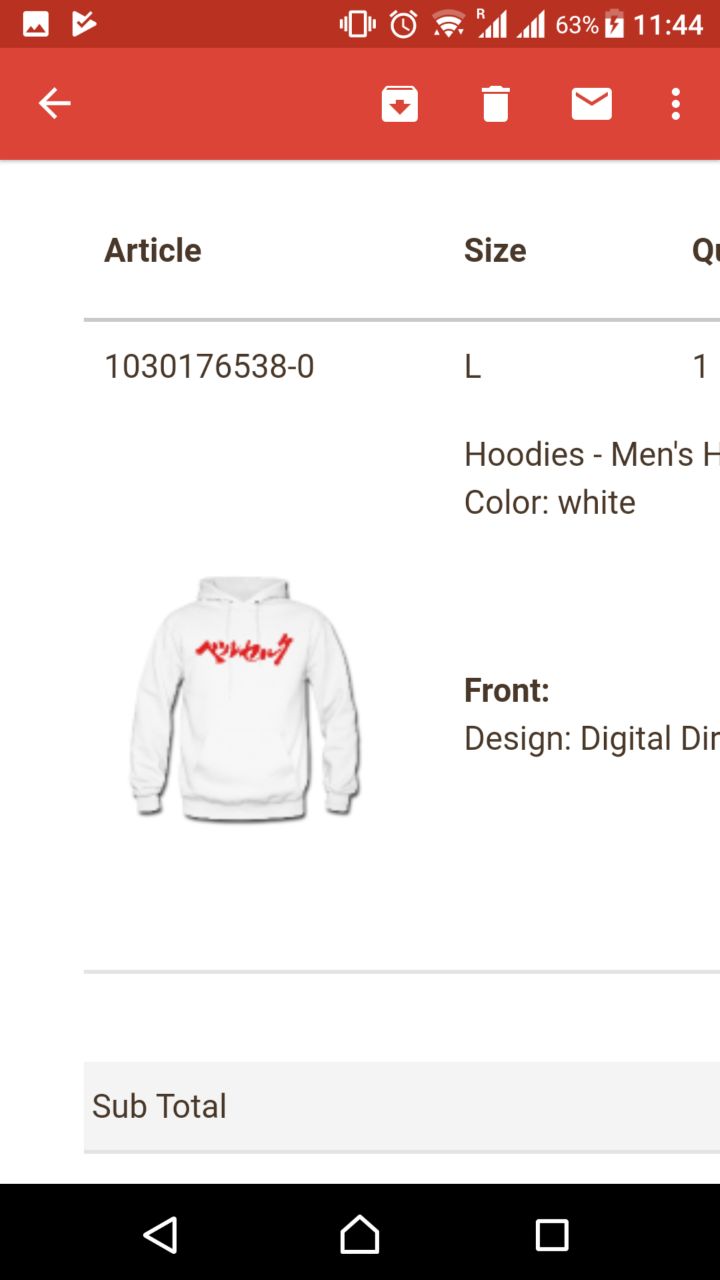 R
63%
11:44
Article Size Qu
1030176538-0 L 1
Hoodies - Men's H
Color: white
ベルセルク
Front:
Design: Digital Dir
Sub Total